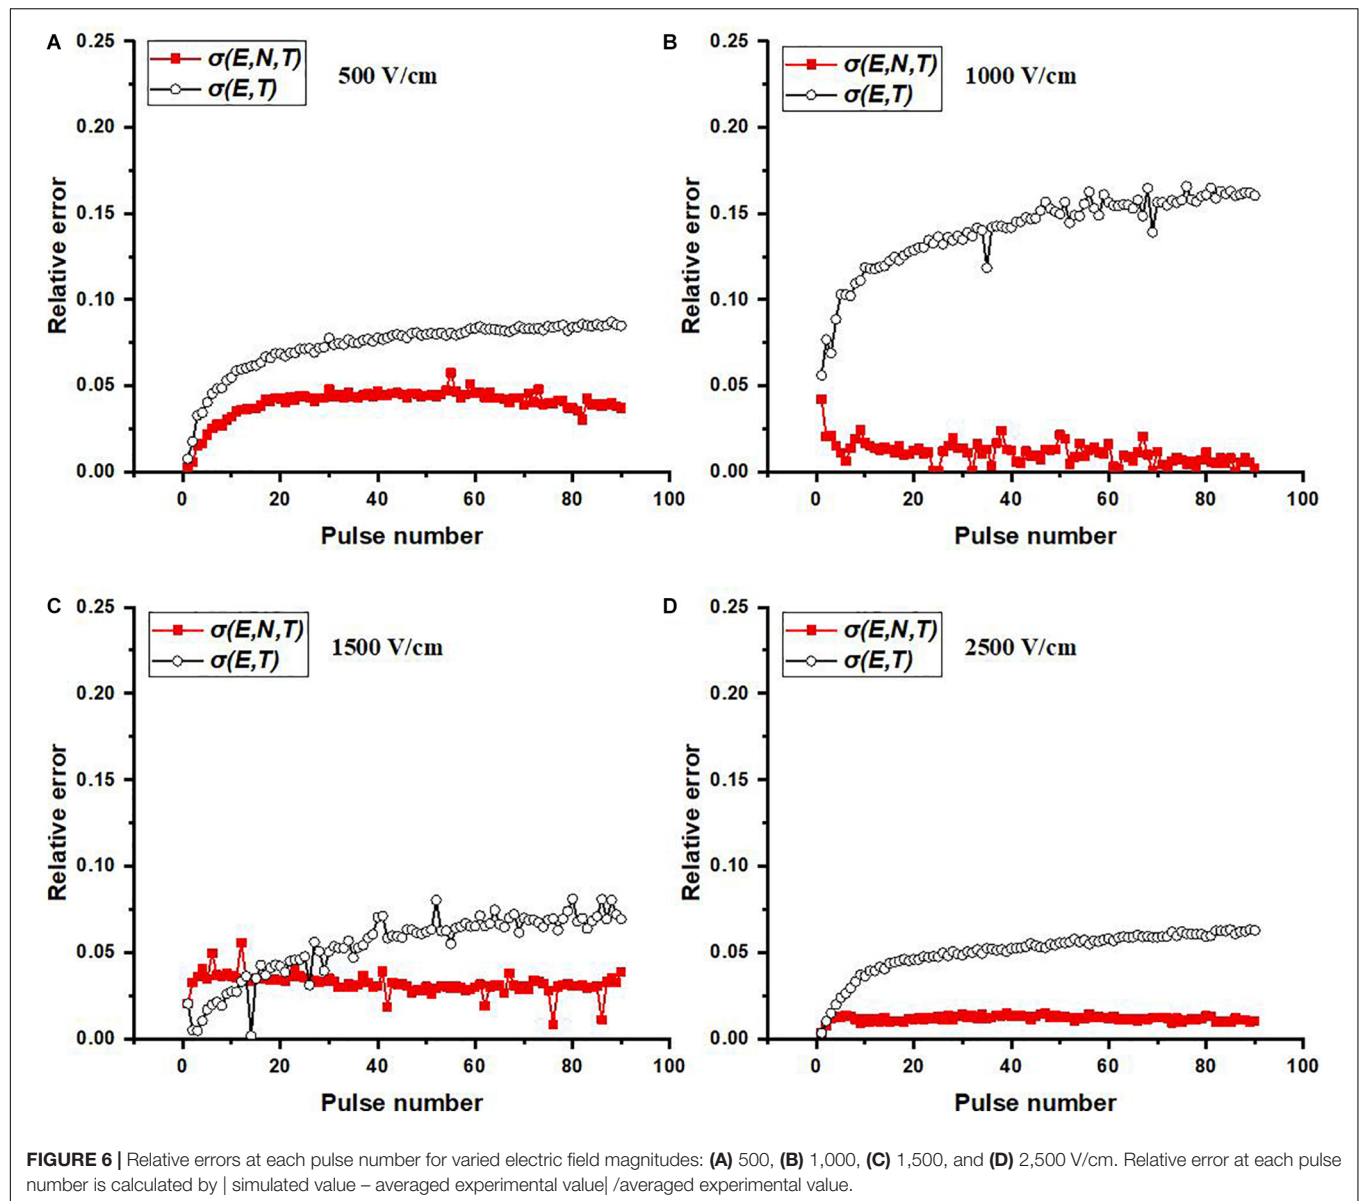 A
0.25
0.20
0.15
0.10
0.05
0.00
Relative error
σ(E,N,T)
σ(E,T)
500 V/cm
0 20 40 60 80 100
Pulse number
B
0.25
0.20
0.15
0.10
0.05
0.00
Relative error
σ(E,N,T)
σ(E,T)
1000 V/cm
0 20 40 60 80 100
Pulse number
C
0.25
0.20
0.15
0.10
0.05
0.00
Relative error
σ(E,N,T)
σ(E,T)
1500 V/cm
0 20 40 60 80 100
Pulse number
D
0.25
0.20
0.15
0.10
0.05
0.00
Relative error
σ(E,N,T)
σ(E,T)
2500 V/cm
0 20 40 60 80 100
Pulse number
FIGURE 6 | Relative errors at each pulse number for varied electric field magnitudes: (A) 500, (B) 1,000, (C) 1,500, and (D) 2,500 V/cm. Relative error at each pulse
number is calculated by | simulated value – averaged experimental value| /averaged experimental value.